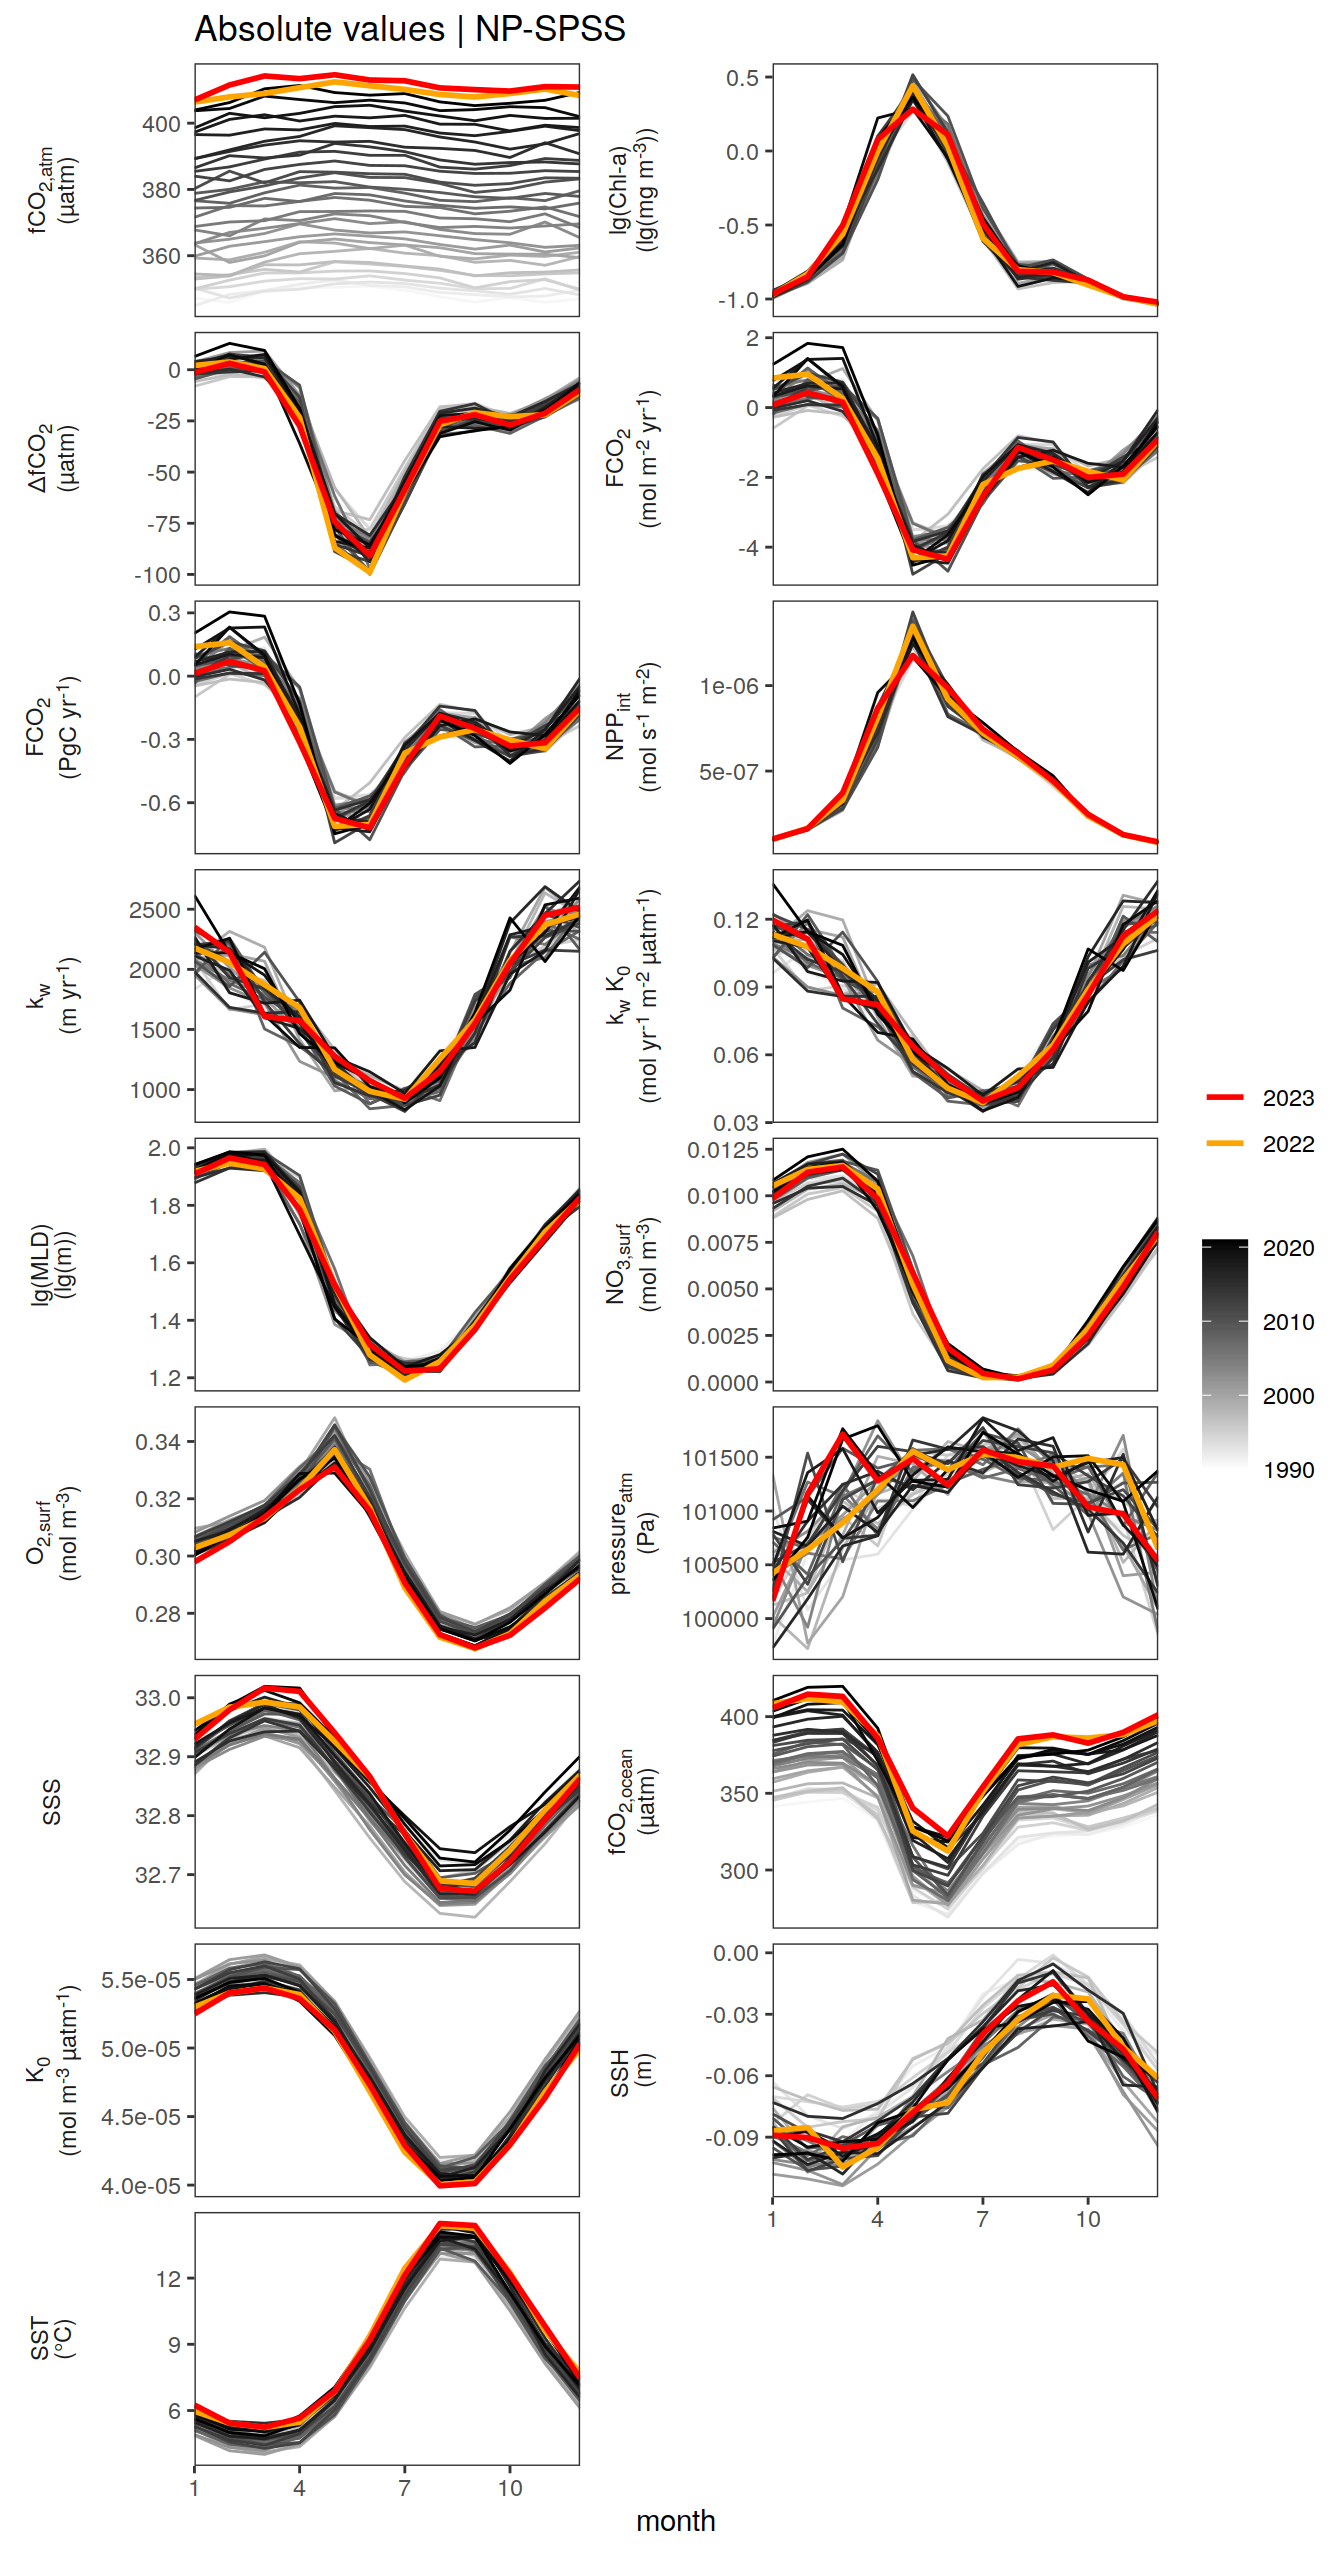 Absolute values | NP-SPSS
fCO2,atm
(µatm)
400
380
360
lg(Chl-a)
(lg(mg m-3))
0.5
0.0
-0.5
-1.0
ΔfCO2
(µatm)
0
-25
-50
-75
-100
FCO2
(mol m-2 yr-1)
2
0
-2
-4
FCO2
(PgC yr-1)
0.3
0.0
-0.3
-0.6
NPPint
(mol s-1 m-2)
1e-06
5e-07
kw
(m yr-1)
2500
2000
1500
1000
kw K0
(mol yr-1 m-2 µatm-1)
0.12
0.09
0.06
0.03
lg(MLD)
(lg(m))
2.0
1.8
1.6
1.4
1.2
NO3,surf
(mol m-3)
0.0125
0.0100
0.0075
0.0050
0.0025
0.0000
O2,surf
(mol m-3)
0.34
0.32
0.30
0.28
pressureatm
(Pa)
101500
101000
100500
100000
SSS
33.0
32.9
32.8
32.7
fCO2,ocean
(µatm)
400
350
300
K0
(mol m-3 µatm-1)
5.5e-05
5.0e-05
4.5e-05
4.0e-05
SSH
(m)
0.00
-0.03
-0.06
-0.09
1 4 7 10
SST
(°C)
12
9
6
1 4 7 10
month
2023
2022
2020
2010
2000
1990